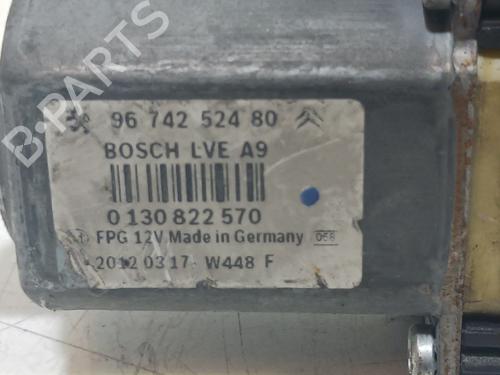 B-PARTS
96 742 524 80
BOSCH LVE A9
0 130 822 570
FPG 12V Made in Germany 068
2012 03 17 W448 F